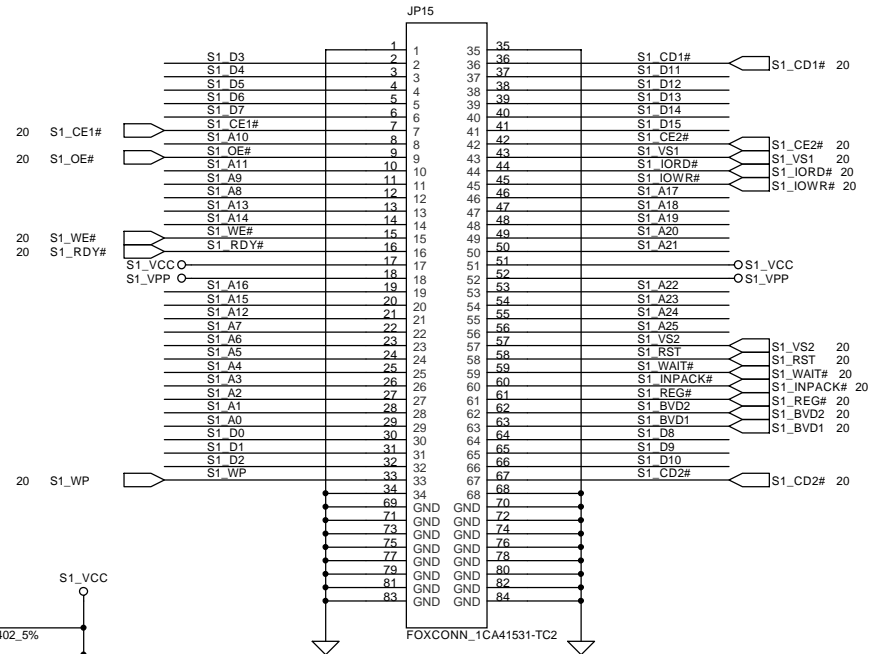 JP15
1 1 35 35
S1_D3 2 2 36 36 S1_CD1# S1_CD1# 20
S1_D4 3 3 37 37 S1_D11
S1_D5 4 4 38 38 S1_D12
S1_D6 5 5 39 39 S1_D13
S1_D7 6 6 40 40 S1_D14
20 S1_CE1# S1_CE1# 7 7 41 41 S1_D15
S1_A10 8 8 42 42 S1_CE2# S1_CE2# 20
20 S1_OE# S1_OE# 9 9 43 43 S1_VS1 S1_VS1 20
S1_A11 10 10 44 44 S1_IORD# S1_IORD# 20
S1_A9 11 11 45 45 S1_IOWR# S1_IOWR# 20
S1_A8 12 12 46 46 S1_A17
S1_A13 13 13 47 47 S1_A18
S1_A14 14 14 48 48 S1_A19
20 S1_WE# S1_WE# 15 15 49 49 S1_A20
20 S1_RDY# S1_RDY# 16 16 50 50 S1_A21
S1_VCC 17 17 51 51 S1_VCC
S1_VPP 18 18 52 52 S1_VPP
S1_A16 19 19 53 53 S1_A22
S1_A15 20 20 54 54 S1_A23
S1_A12 21 21 55 55 S1_A24
S1_A7 22 22 56 56 S1_A25
S1_A6 23 23 57 57 S1_VS2 S1_VS2 20
S1_A5 24 24 58 58 S1_RST S1_RST 20
S1_A4 25 25 59 59 S1_WAIT# S1_WAIT# 20
S1_A3 26 26 60 60 S1_INPACK# S1_INPACK# 20
S1_A2 27 27 61 61 S1_REG# S1_REG# 20
S1_A1 28 28 62 62 S1_BVD2 S1_BVD2 20
S1_A0 29 29 63 63 S1_BVD1 S1_BVD1 20
S1_D0 30 30 64 64 S1_D8
S1_D1 31 31 65 65 S1_D9
S1_D2 32 32 66 66 S1_D10
20 S1_WP S1_WP 33 33 67 67 S1_CD2# S1_CD2# 20
34 34 68 68
69 GND GND 70
71 GND GND 72
73 GND GND 74
75 GND GND 76
77 GND GND 78
79 GND GND 80
81 GND GND 82
83 GND GND 84
S1_VCC
402_5%
FOXCONN_1CA41531-TC2